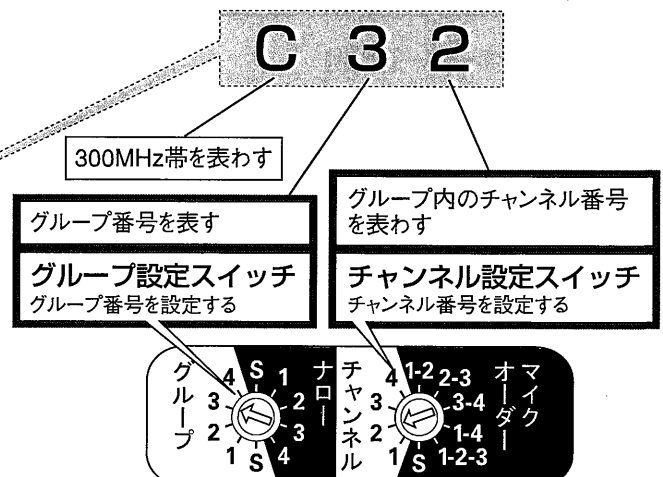 C 3 2
300MHz帯を表わす
グループ番号を表す
グループ設定スイッチ
グループ番号を設定する
グループ内のチャンネル番号
を表わす
チャンネル設定スイッチ
チャンネル番号を設定する
グループ
4
3
2
1
S
S
1
2
3
4
ナロー
チャンネル
4
3
2
1
S
1-2
2-3
3-4
1-4
1-2-3
マイク
オーダー